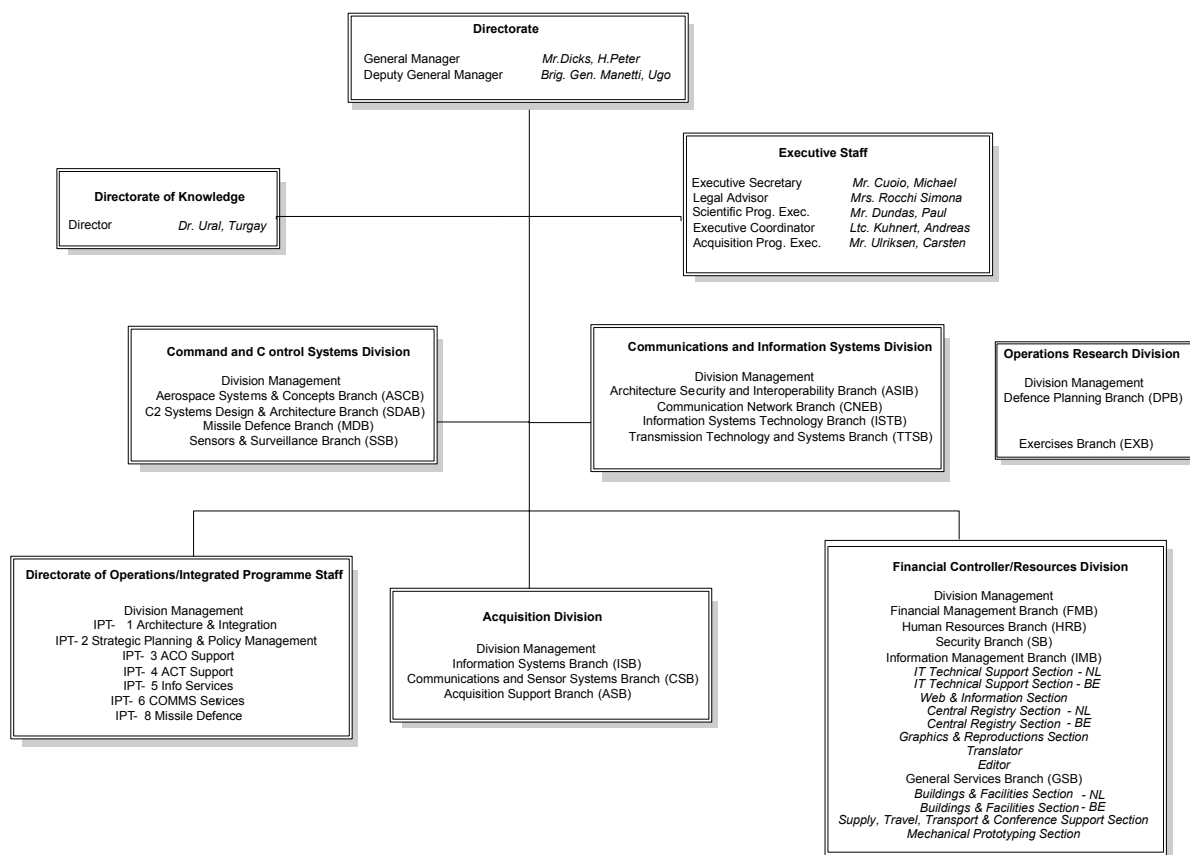 Directorate
General Manager Mr.Dicks, H.Peter
Deputy General Manager Brig. Gen. Manetti, Ugo
Executive Staff
Executive Secretary Mr. Cuoio, Michael
Legal Advisor Mrs. Rocchi Simona
Scientific Prog. Exec. Mr. Dundas, Paul
Executive Coordinator Ltc. Kuhnert, Andreas
Acquisition Prog. Exec. Mr. Ulriksen, Carsten
Directorate of Knowledge
Director Dr. Ural, Turgay
Command and C ontrol Systems Division
Division Management
Aerospace Systems & Concepts Branch (ASCB)
C2 Systems Design & Architecture Branch (SDAB)
Missile Defence Branch (MDB)
Sensors & Surveillance Branch (SSB)
Communications and Information Systems Division
Division Management
Architecture Security and Interoperability Branch (ASIB)
Communication Network Branch (CNEB)
Information Systems Technology Branch (ISTB)
Transmission Technology and Systems Branch (TTSB)
Operations Research Division
Division Management
Defence Planning Branch (DPB)
Exercises Branch (EXB)
Directorate of Operations/Integrated Programme Staff
Division Management
IPT- 1 Architecture & Integration
IPT- 2 Strategic Planning & Policy Management
IPT- 3 ACO Support
IPT- 4 ACT Support
IPT- 5 Info Services
IPT- 6 COMMS Services
IPT- 8 Missile Defence
Acquisition Division
Division Management
Information Systems Branch (ISB)
Communications and Sensor Systems Branch (CSB)
Acquisition Support Branch (ASB)
Financial Controller/Resources Division
Division Management
Financial Management Branch (FMB)
Human Resources Branch (HRB)
Security Branch (SB)
Information Management Branch (IMB)
IT Technical Support Section - NL
IT Technical Support Section - BE
Web & Information Section
Central Registry Section - NL
Central Registry Section - BE
Graphics & Reproductions Section
Translator
Editor
General Services Branch (GSB)
Buildings & Facilities Section - NL
Buildings & Facilities Section - BE
Supply, Travel, Transport & Conference Support Section
Mechanical Prototyping Section